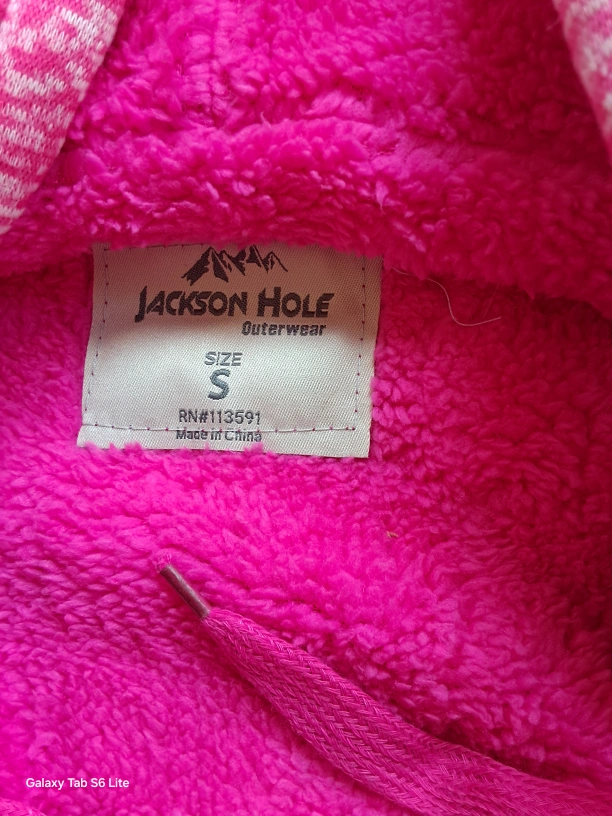 JACKSON HOLE
Outerwear
SIZE
S
RN#113591
Made in China
Galaxy Tab S6 Lite